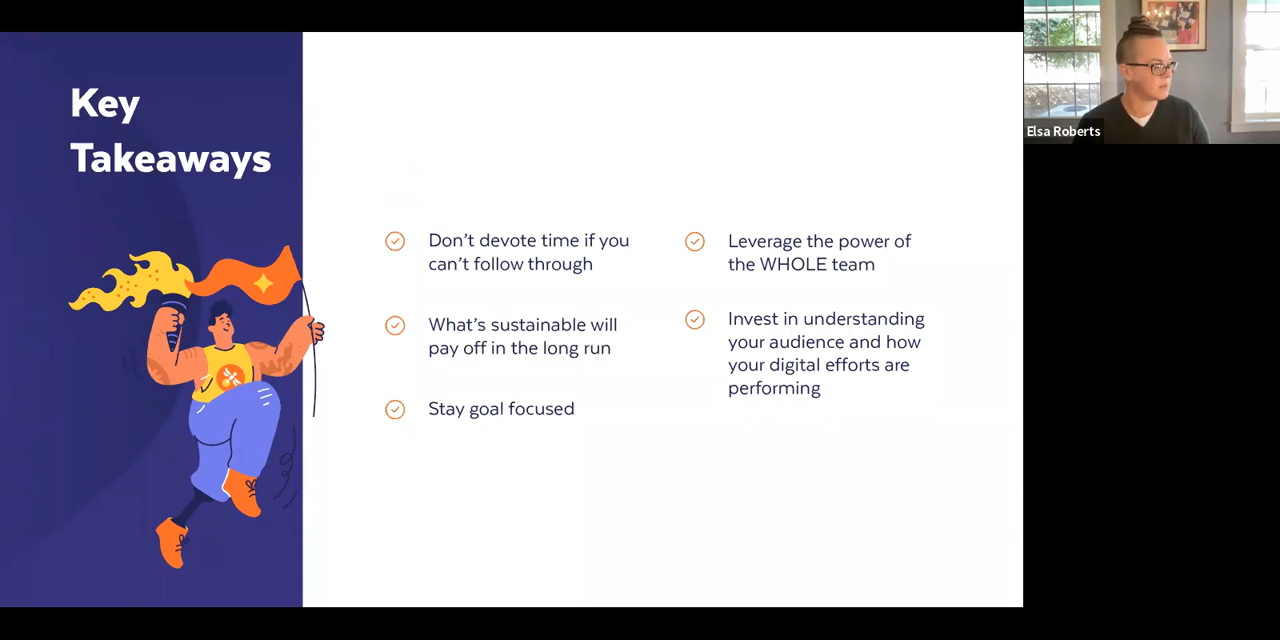 Key
Takeaways
Don’t devote time if you
can’t follow through
What’s sustainable will
pay off in the long run
Stay goal focused
Leverage the power of
the WHOLE team
Invest in understanding
your audience and how
your digital efforts are
performing
Elsa Roberts